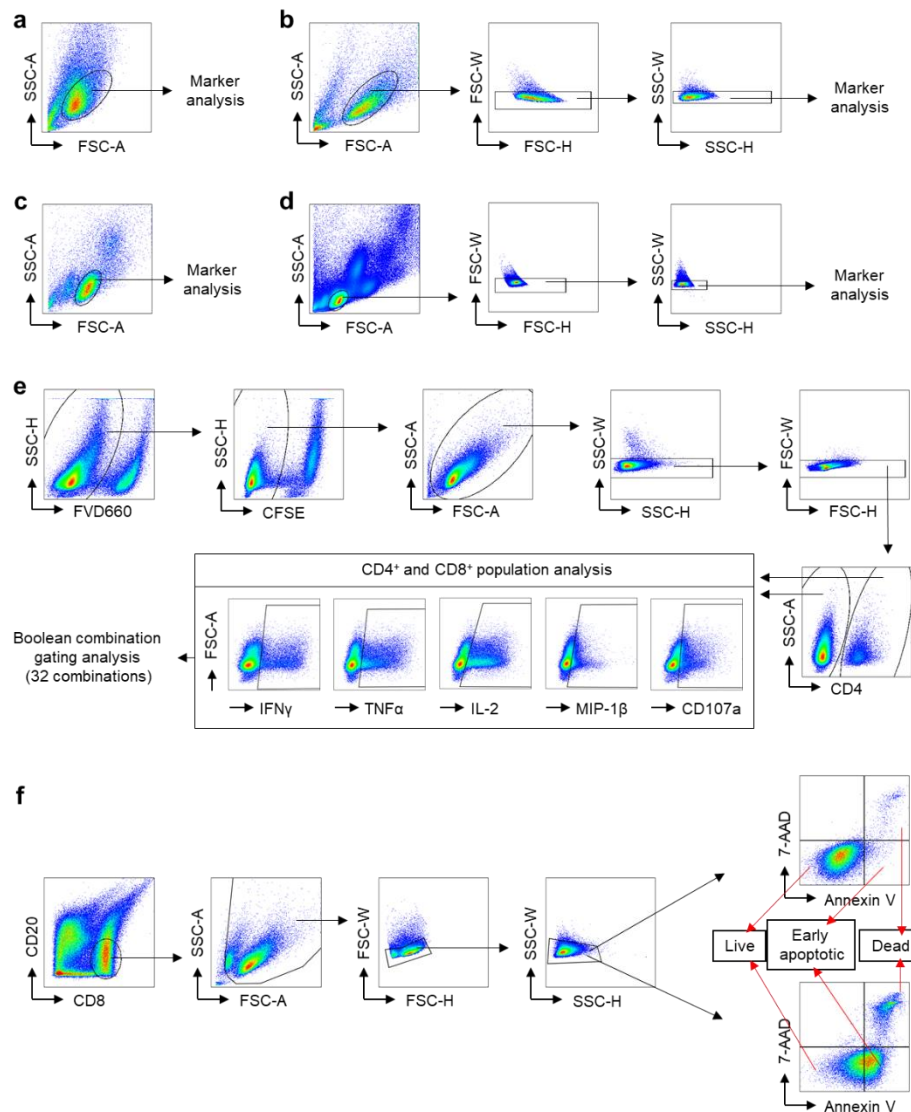 a
SSC-A
FSC-A
Marker
analysis
b
SSC-A
FSC-A
FSC-W
FSC-H
SSC-W
SSC-H
Marker
analysis
c
SSC-A
FSC-A
Marker
analysis
d
SSC-A
FSC-A
FSC-W
FSC-H
SSC-W
SSC-H
Marker
analysis
e
SSC-H
FVD660
SSC-H
CFSE
SSC-A
FSC-A
SSC-W
SSC-H
FSC-W
FSC-H
SSC-A
CD4
CD4⁺ and CD8⁺ population analysis
FSC-A
IFNγ
TNFα
IL-2
MIP-1β
CD107a
Boolean combination
gating analysis
(32 combinations)
f
CD20
CD8
SSC-A
FSC-A
FSC-W
FSC-H
SSC-W
SSC-H
7-AAD
Annexin V
Live
Early
apoptotic
Dead
7-AAD
Annexin V